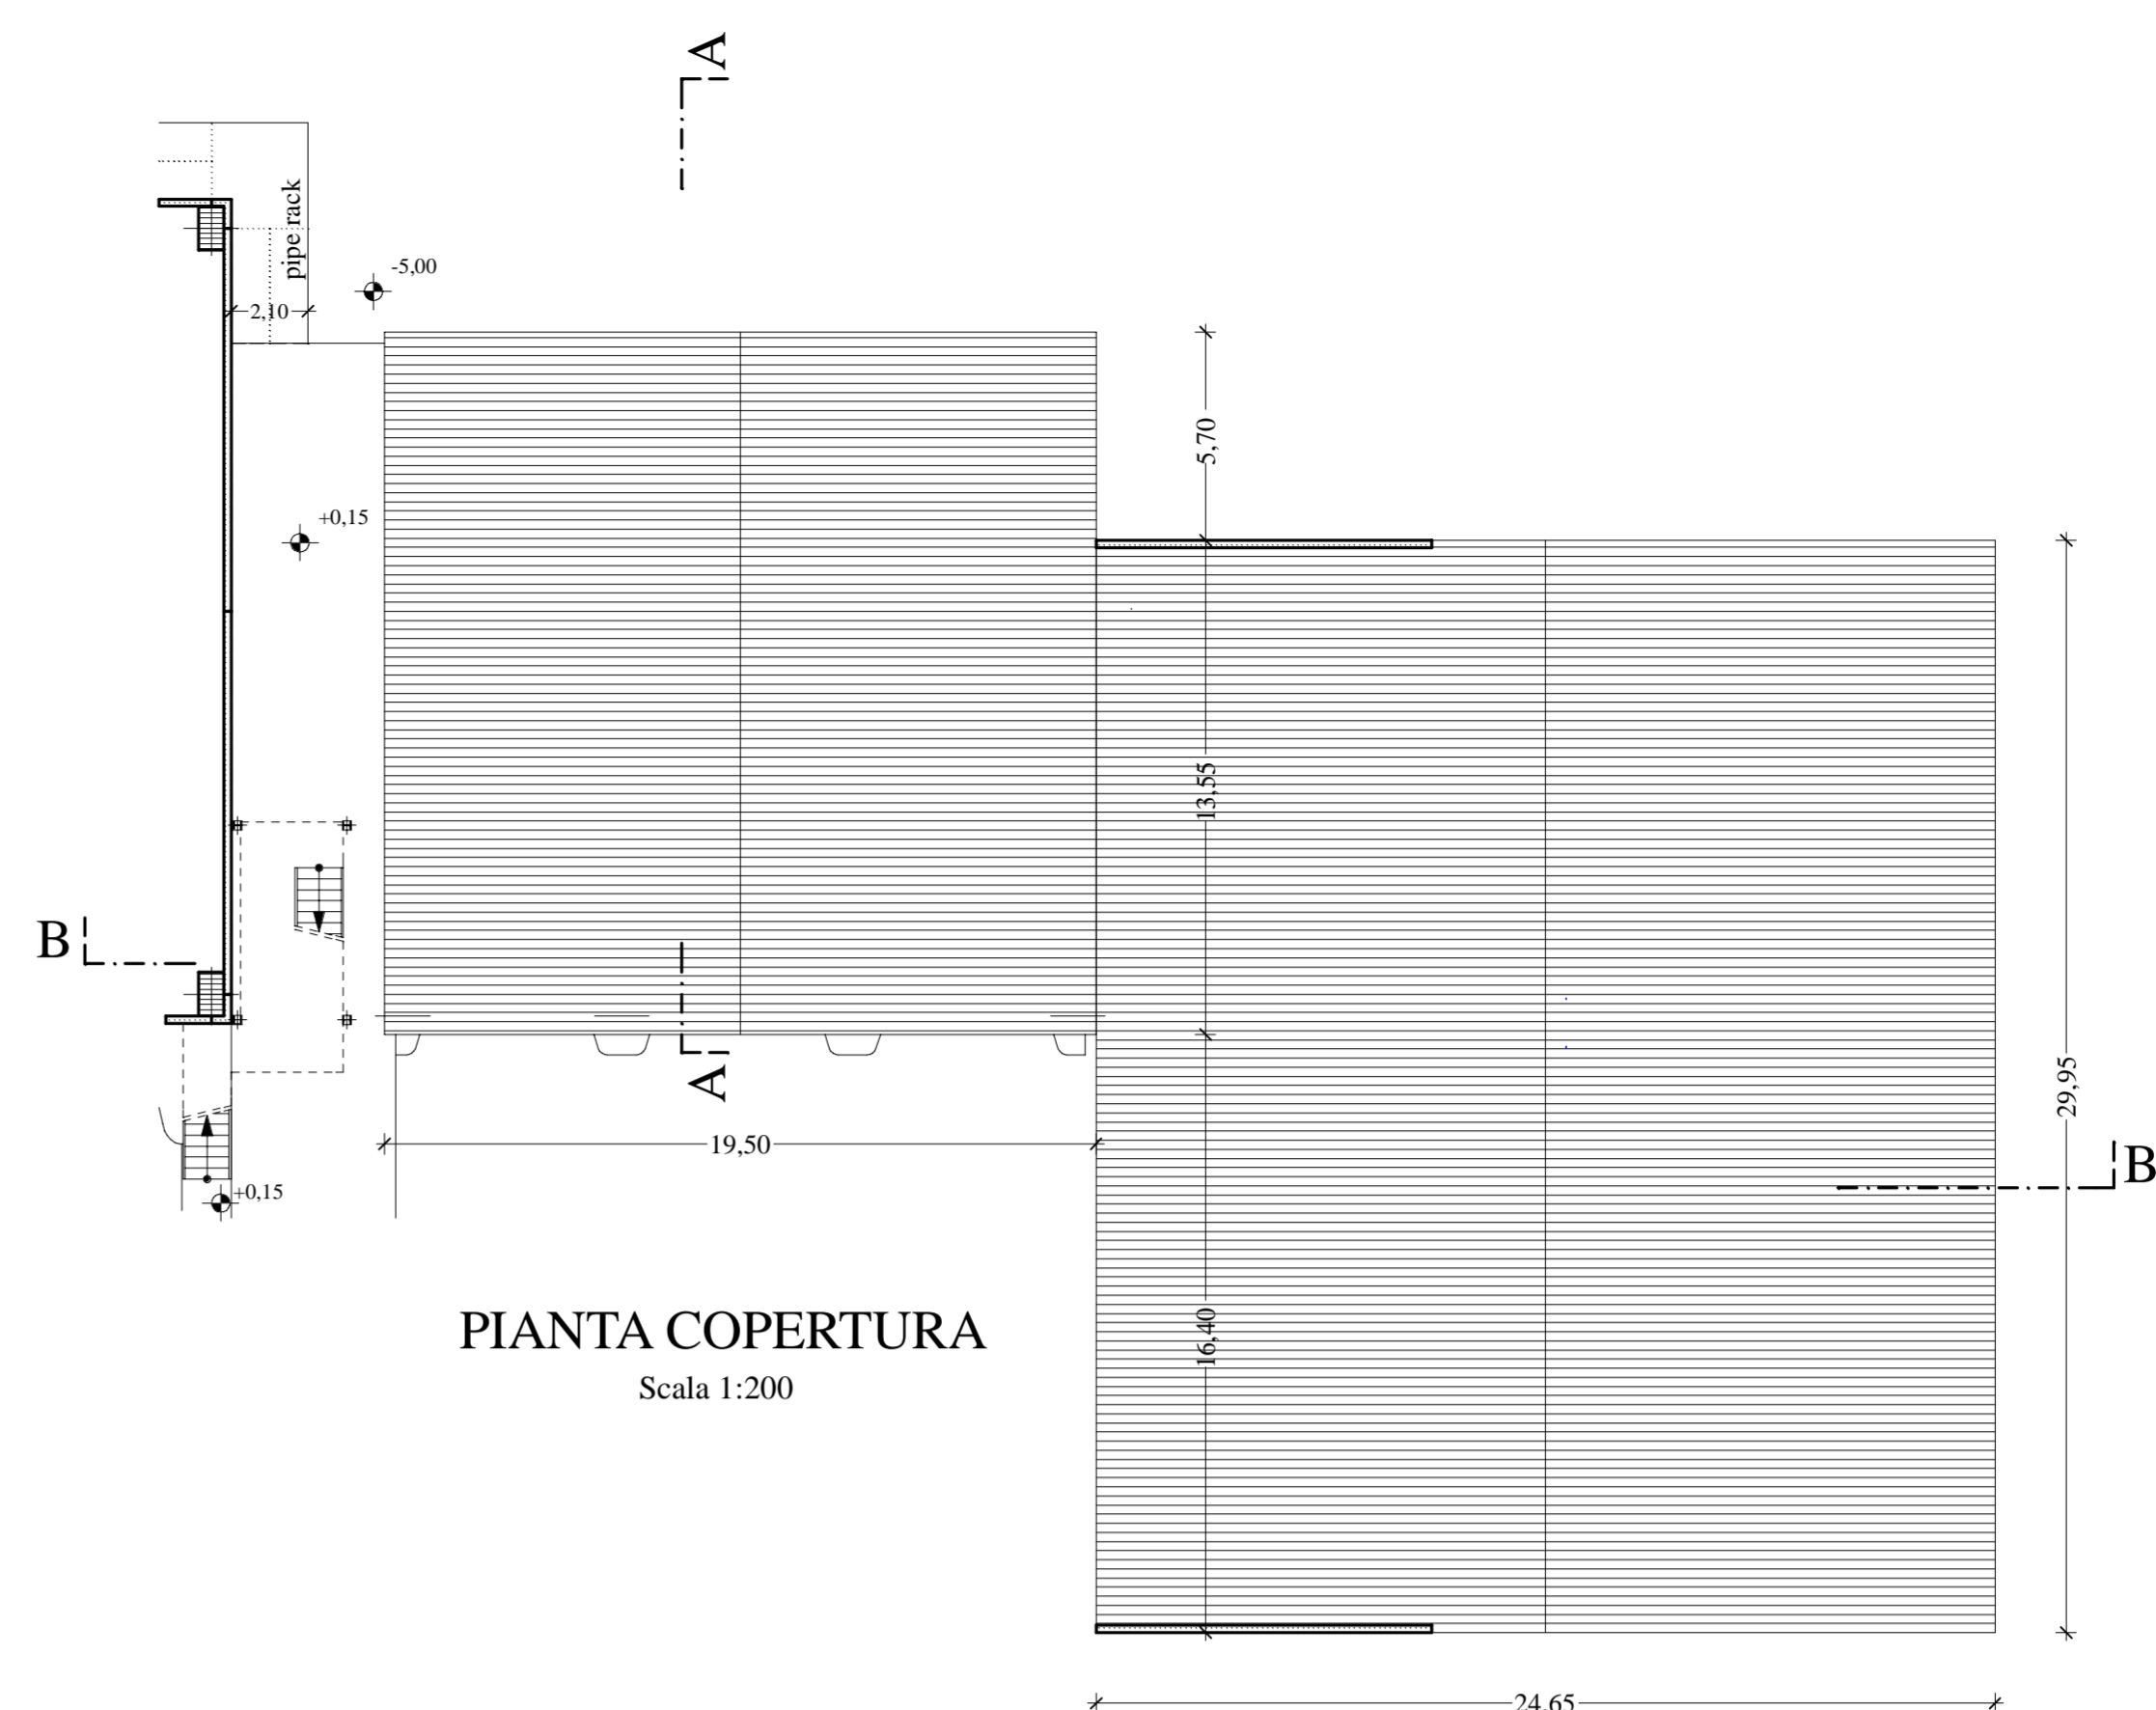 A
pipe rack
-5,00
2,10
5,70
+0,15
13,55
B
A
29,95
19,50
B
+0,15
16,40
PIANTA COPERTURA
Scala 1:200
24,65